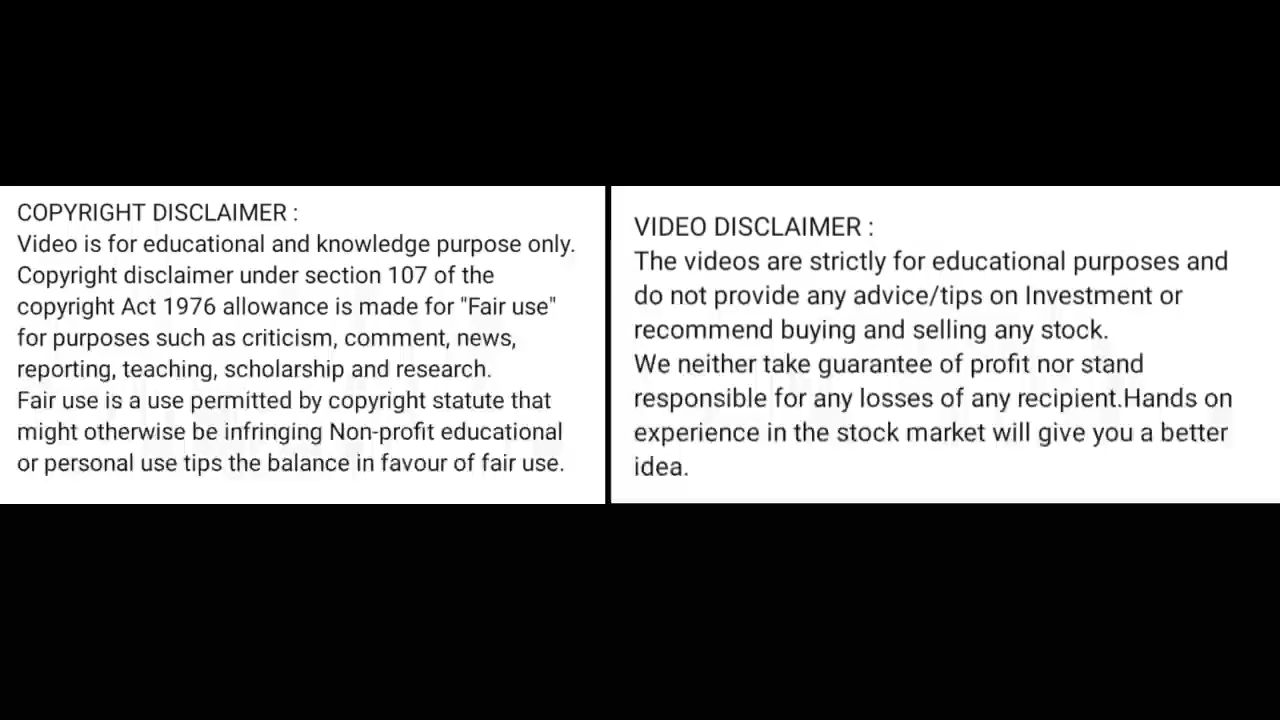 COPYRIGHT DISCLAIMER :
Video is for educational and knowledge purpose only.
Copyright disclaimer under section 107 of the
copyright Act 1976 allowance is made for "Fair use"
for purposes such as criticism, comment, news,
reporting, teaching, scholarship and research.
Fair use is a use permitted by copyright statute that
might otherwise be infringing Non-profit educational
or personal use tips the balance in favour of fair use.
VIDEO DISCLAIMER :
The videos are strictly for educational purposes and
do not provide any advice/tips on Investment or
recommend buying and selling any stock.
We neither take guarantee of profit nor stand
responsible for any losses of any recipient.Hands on
experience in the stock market will give you a better
idea.